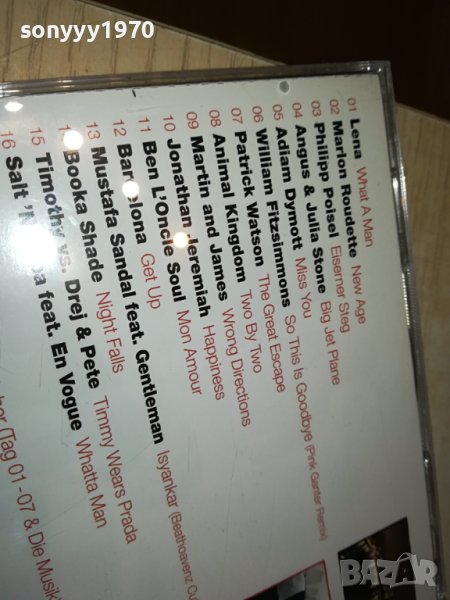 sonyyy1970
01 Lena What A Man
02 Marlon Roudette New Age
03 Philipp Poisel Eiserner Steg
04 Angus & Julia Stone Big Jet Plane
05 Adiam Dymott Miss You
06 William Fitzsimmons So This Is Goodbye (Pink Ganter Remix)
07 Patrick Watson The Great Escape
08 Animal Kingdom Two By Two
09 Martin and James Wrong Directions
10 Jonathan Jeremiah Happiness
11 Ben L'Oncle Soul Mon Amour
12 Barcelona Get Up
13 Mustafa Sandal feat. Gentleman Isyankar (Beathoavenz
Booka Shade Night Falls
15 Timothy vs. Drej & Pete Timmy Wears Prada
16 Salt feat. En Vogue Whatta Man
(Tag 01 - 07 & Die Musik
BAZAR